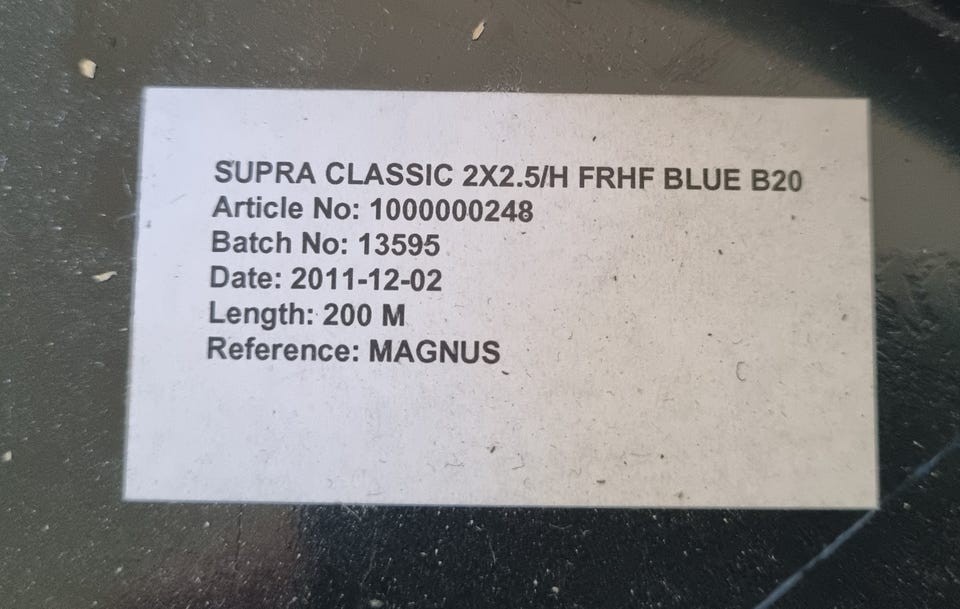 SUPRA CLASSIC 2X2.5/H FRHF BLUE B20
Article No: 1000000248
Batch No: 13595
Date: 2011-12-02
Length: 200 M
Reference: MAGNUS